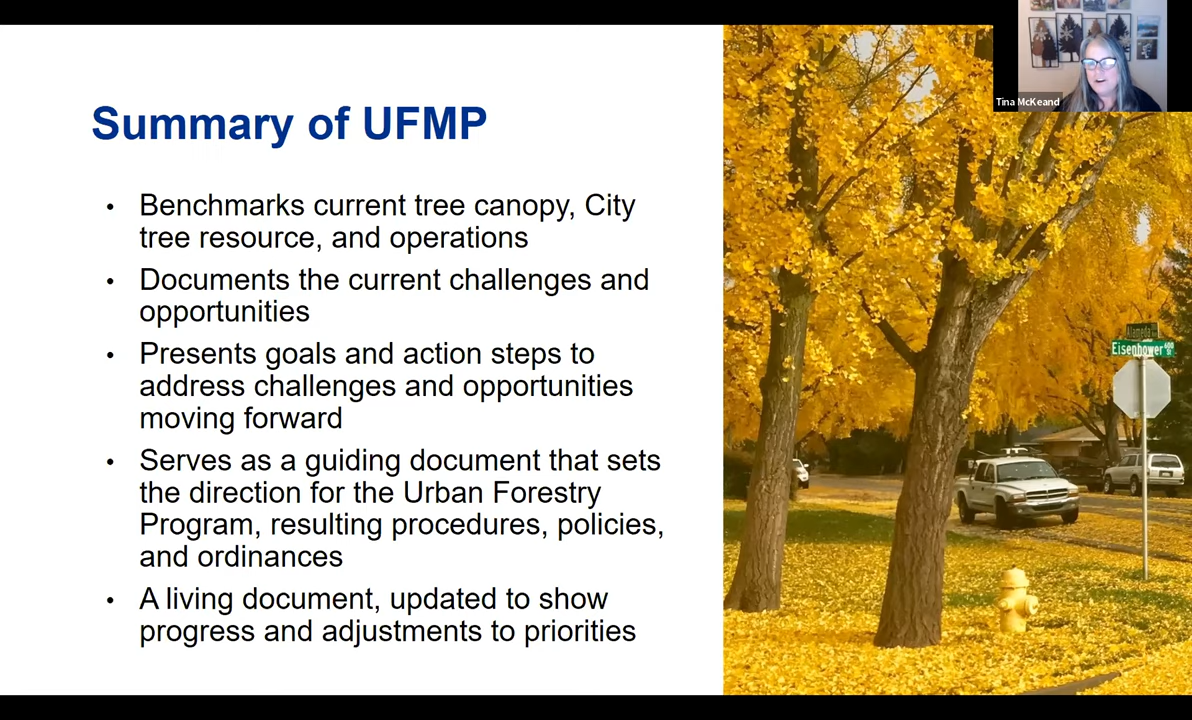 Tina McKeand
Summary of UFMP
• Benchmarks current tree canopy, City
tree resource, and operations
• Documents the current challenges and
opportunities
• Presents goals and action steps to
address challenges and opportunities
moving forward
• Serves as a guiding document that sets
the direction for the Urban Forestry
Program, resulting procedures, policies,
and ordinances
• A living document, updated to show
progress and adjustments to priorities
Alameda
Eisenhower 600 St